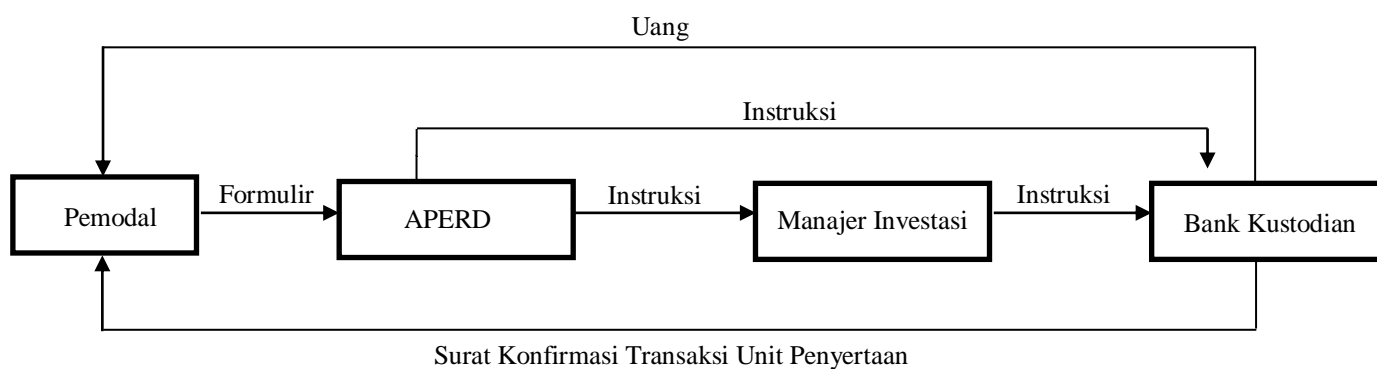 Uang
Instruksi
Pemodal
Formulir
APERD
Instruksi
Manajer Investasi
Instruksi
Bank Kustodian
Surat Konfirmasi Transaksi Unit Penyertaan